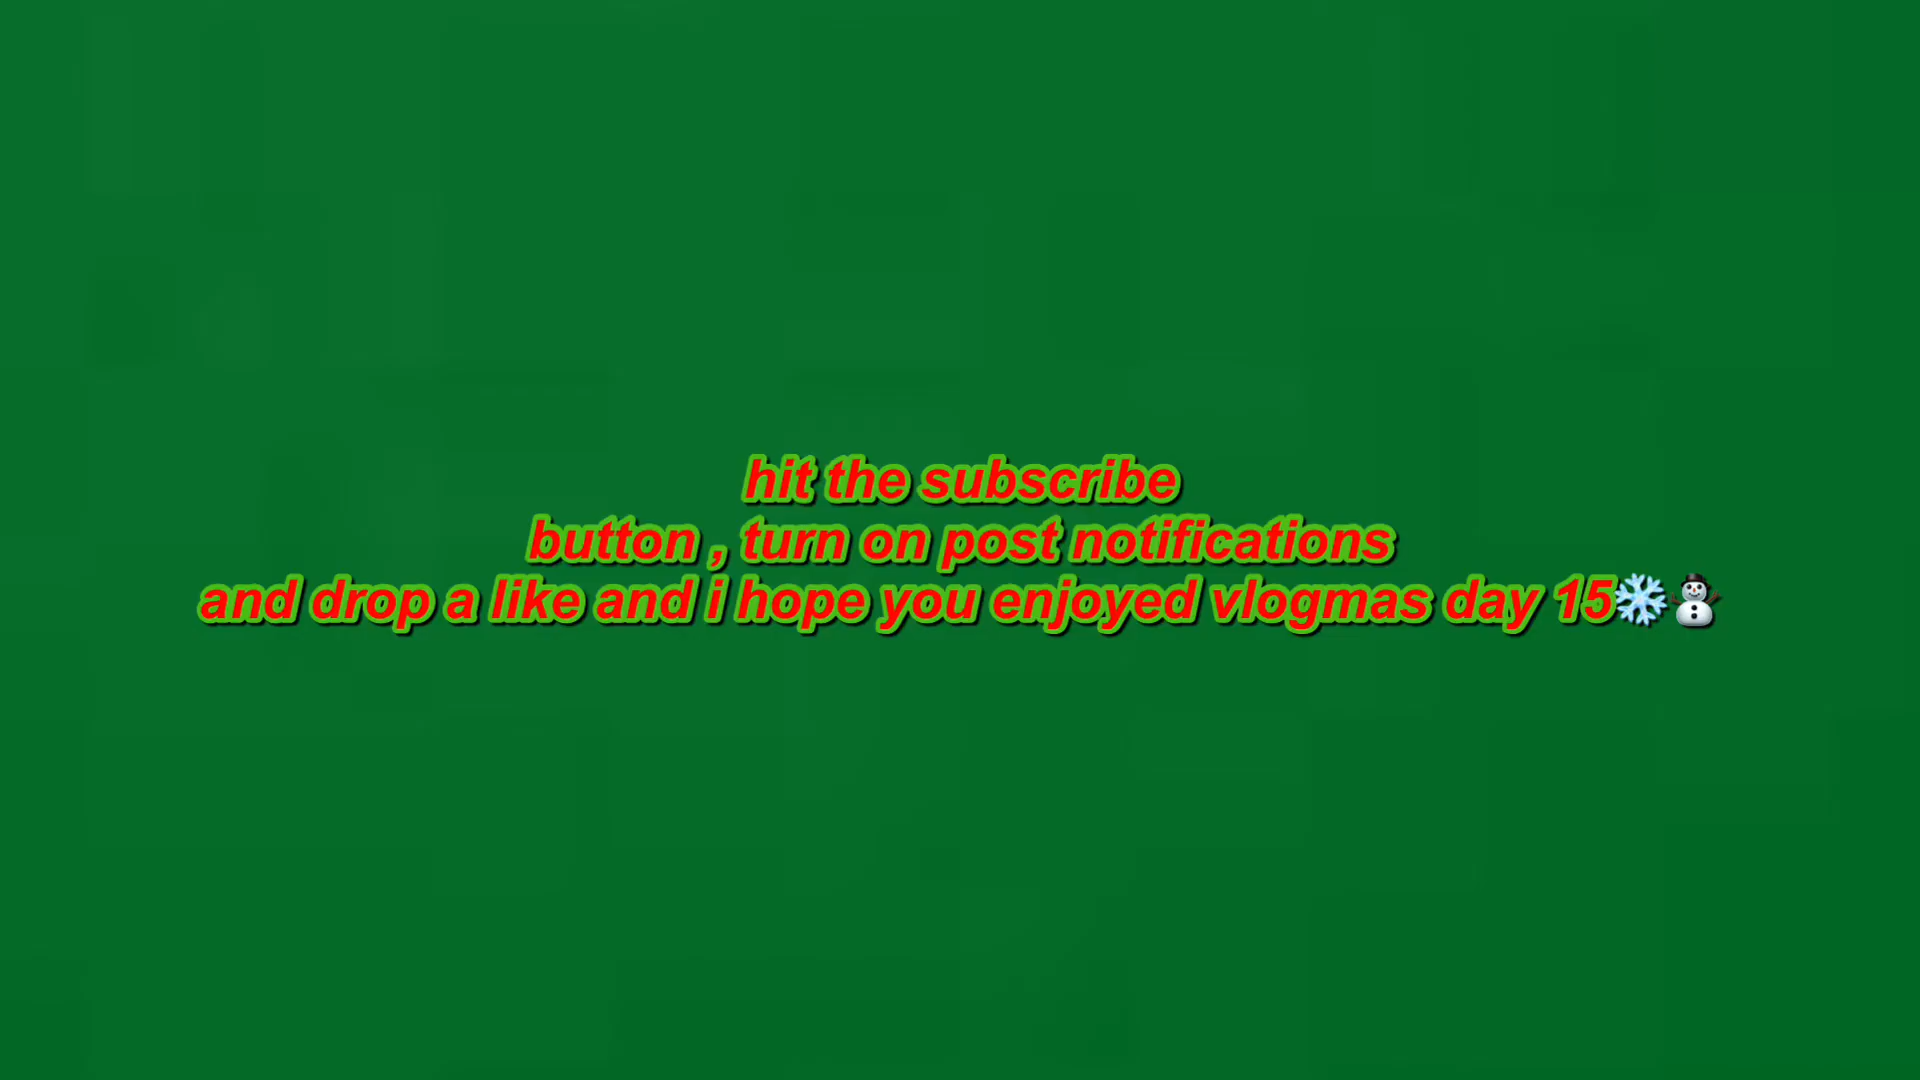 hit the subscribe
button , turn on post notifications
and drop a like and i hope you enjoyed vlogmas day 15❄️⛄